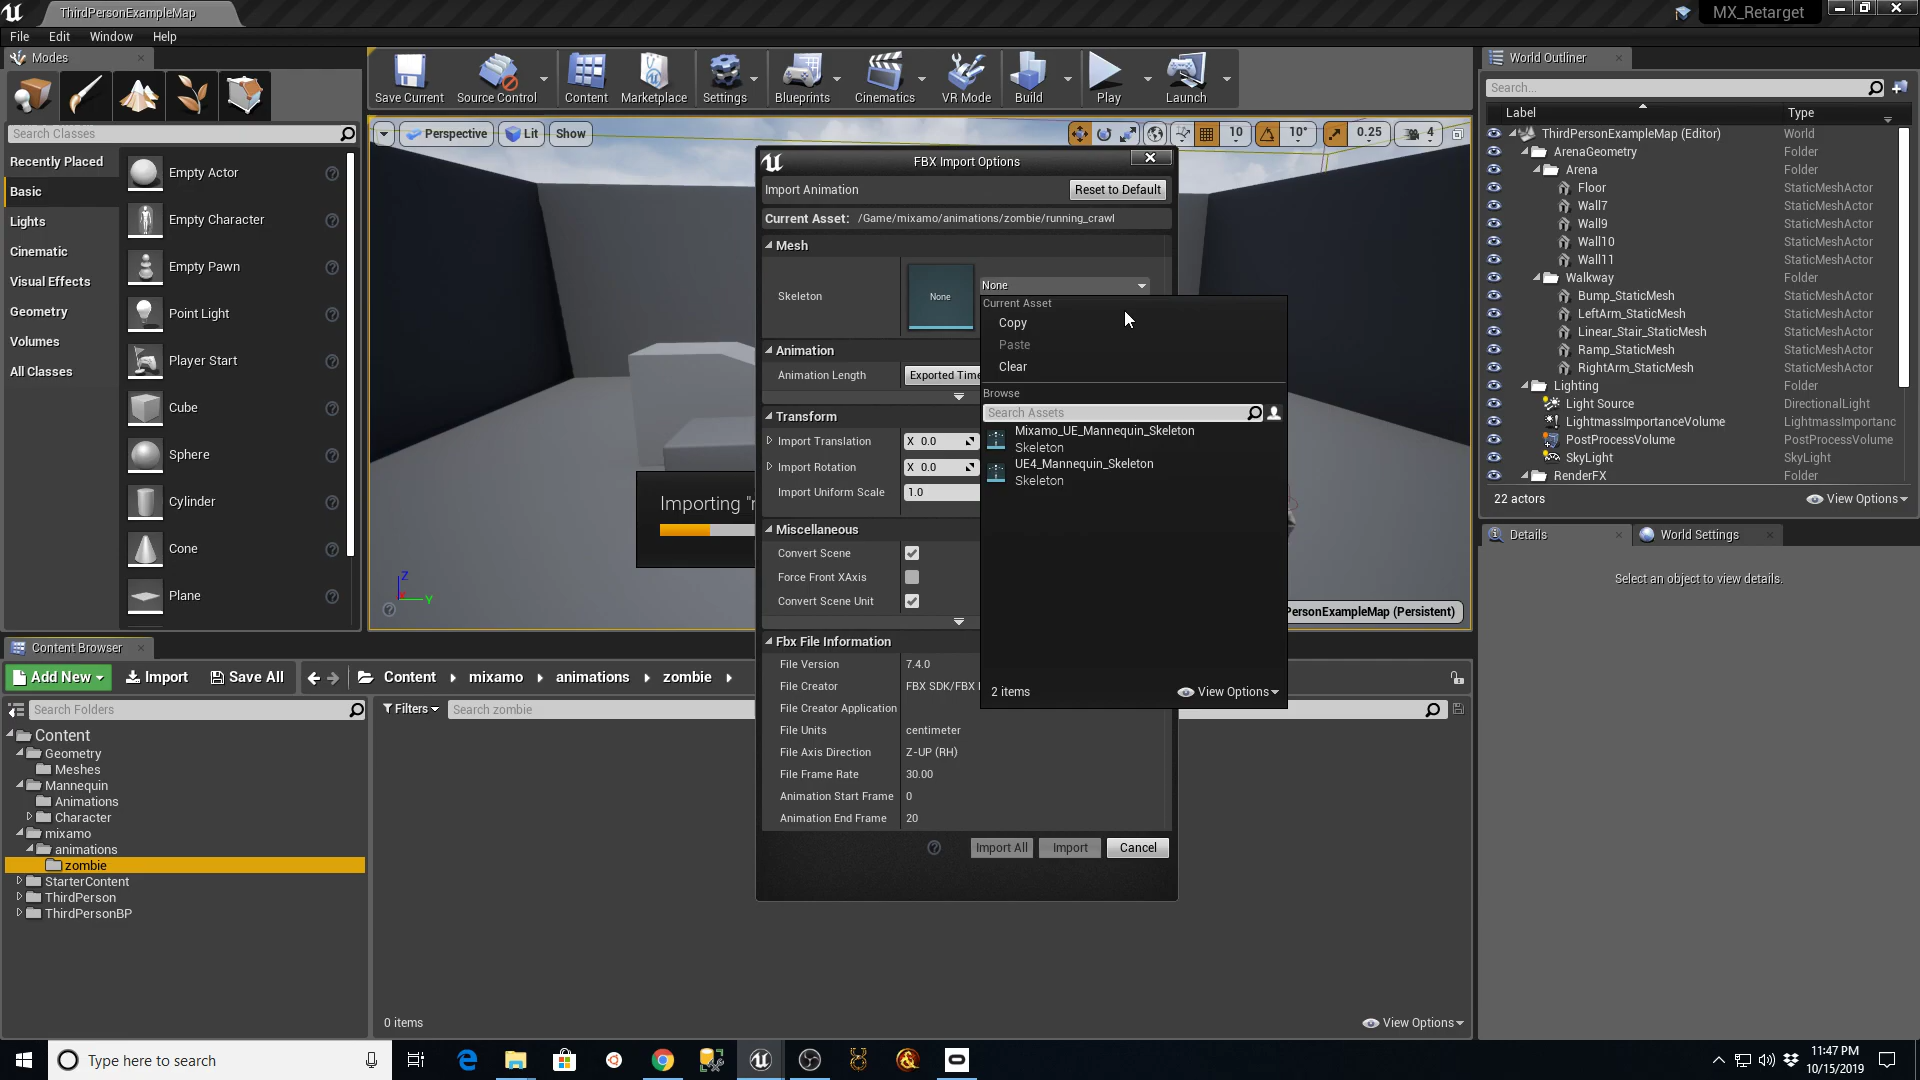 ThirdPersonExampleMap
MX_Retarget
File Edit Window Help
Modes
Save Current
Source Control
Content
Marketplace
Settings
Blueprints
Cinematics
VR Mode
Build
Play
Launch
Search Classes
Recently Placed
Basic
Lights
Cinematic
Visual Effects
Geometry
Volumes
All Classes
Empty Actor
Empty Character
Empty Pawn
Point Light
Player Start
Cube
Sphere
Cylinder
Cone
Plane
Perspective Lit Show
10 10° 0.25 4
Z
Y
Importing "r
PersonExampleMap (Persistent)
FBX Import Options
Import Animation Reset to Default
Current Asset: /Game/mixamo/animations/zombie/running_crawl
Mesh
Skeleton None None
Animation
Animation Length Exported Time
Transform
Import Translation X 0.0
Import Rotation X 0.0
Import Uniform Scale 1.0
Miscellaneous
Convert Scene
Force Front XAxis
Convert Scene Unit
Fbx File Information
File Version 7.4.0
File Creator FBX SDK/FBX
File Creator Application
File Units centimeter
File Axis Direction Z-UP (RH)
File Frame Rate 30.00
Animation Start Frame 0
Animation End Frame 20
Import All Import Cancel
Current Asset
Copy
Paste
Clear
Browse
Search Assets
Mixamo_UE_Mannequin_Skeleton
Skeleton
UE4_Mannequin_Skeleton
Skeleton
2 items View Options
World Outliner
Search...
Label Type
ThirdPersonExampleMap (Editor) World
ArenaGeometry Folder
Arena Folder
Floor StaticMeshActor
Wall7 StaticMeshActor
Wall9 StaticMeshActor
Wall10 StaticMeshActor
Wall11 StaticMeshActor
Walkway Folder
Bump_StaticMesh StaticMeshActor
LeftArm_StaticMesh StaticMeshActor
Linear_Stair_StaticMesh StaticMeshActor
Ramp_StaticMesh StaticMeshActor
RightArm_StaticMesh StaticMeshActor
Lighting Folder
Light Source DirectionalLight
LightmassImportanceVolume LightmassImportanc
PostProcessVolume PostProcessVolume
SkyLight SkyLight
RenderFX Folder
22 actors View Options
Details World Settings
Select an object to view details.
Content Browser
Add New Import Save All Content mixamo animations zombie
Search Folders
Filters Search zombie
Content
Geometry
Meshes
Mannequin
Animations
Character
mixamo
animations
zombie
StarterContent
ThirdPerson
ThirdPersonBP
0 items View Options
Type here to search
11:47 PM
10/15/2019